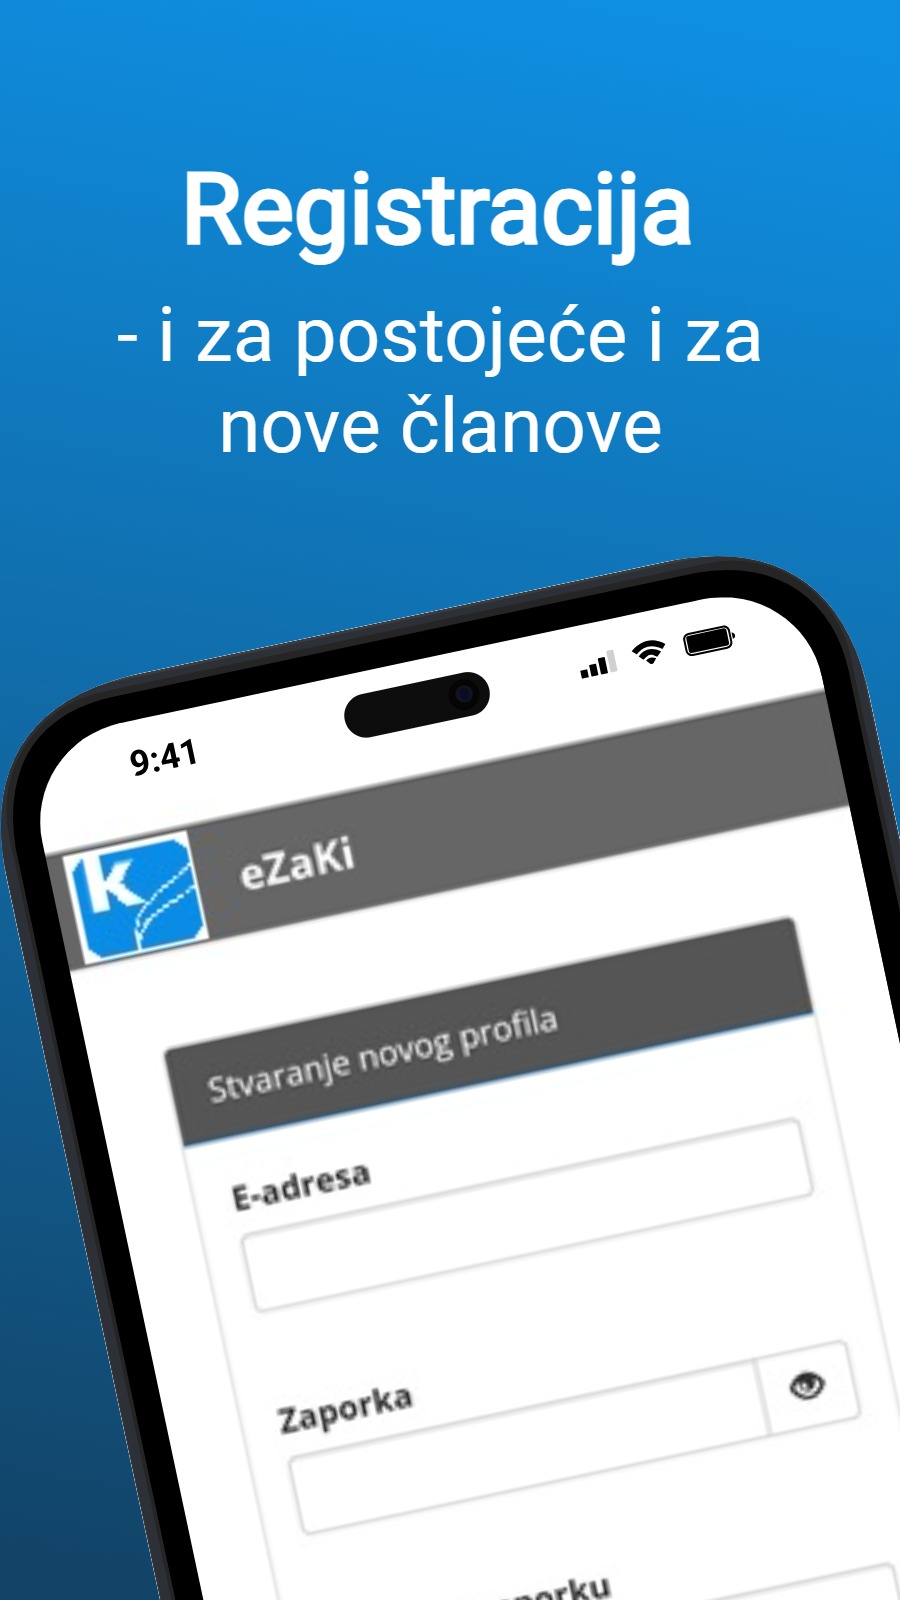 Registracija
- i za postojeće i za
nove članove
9:41
k
eZaKi
Stvaranje novog profila
E-adresa
Zaporka